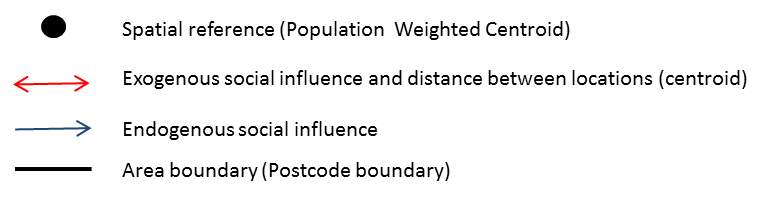 Spatial reference (Population Weighted Centroid)
Exogenous social influence and distance between locations (centroid)
Endogenous social influence
Area boundary (Postcode boundary)